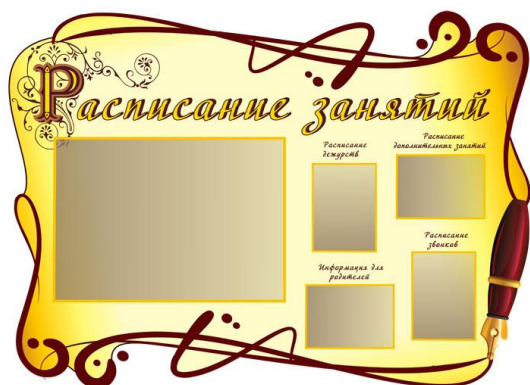 Расписание занятий
Расписание
дежурств
Расписание
дополнительных занятий
Информация для
родителей
Расписание
звонков